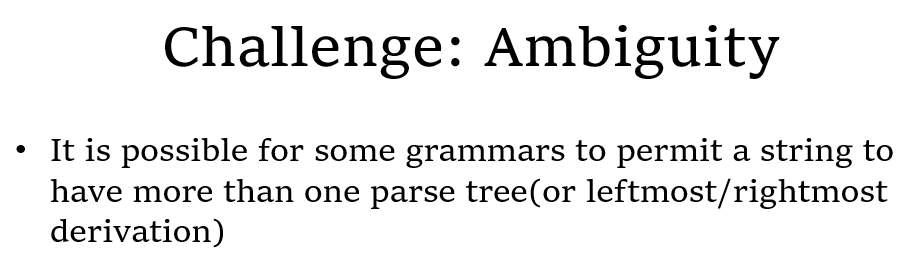 Challenge: Ambiguity
• It is possible for some grammars to permit a string to
have more than one parse tree(or leftmost/rightmost
derivation)